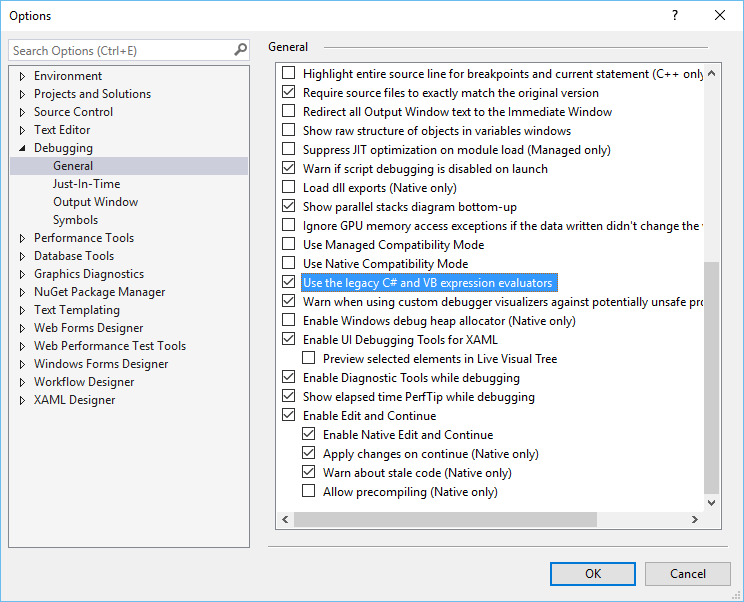 Options
Search Options (Ctrl+E)
Environment
Projects and Solutions
Source Control
Text Editor
Debugging
General
Just-In-Time
Output Window
Symbols
Performance Tools
Database Tools
Graphics Diagnostics
NuGet Package Manager
Text Templating
Web Forms Designer
Web Performance Test Tools
Windows Forms Designer
Workflow Designer
XAML Designer
General
Highlight entire source line for breakpoints and current statement (C++ only
Require source files to exactly match the original version
Redirect all Output Window text to the Immediate Window
Show raw structure of objects in variables windows
Suppress JIT optimization on module load (Managed only)
Warn if script debugging is disabled on launch
Load dll exports (Native only)
Show parallel stacks diagram bottom-up
Ignore GPU memory access exceptions if the data written didn't change the
Use Managed Compatibility Mode
Use Native Compatibility Mode
Use the legacy C# and VB expression evaluators
Warn when using custom debugger visualizers against potentially unsafe pro
Enable Windows debug heap allocator (Native only)
Enable UI Debugging Tools for XAML
Preview selected elements in Live Visual Tree
Enable Diagnostic Tools while debugging
Show elapsed time PerfTip while debugging
Enable Edit and Continue
Enable Native Edit and Continue
Apply changes on continue (Native only)
Warn about stale code (Native only)
Allow precompiling (Native only)
OK
Cancel